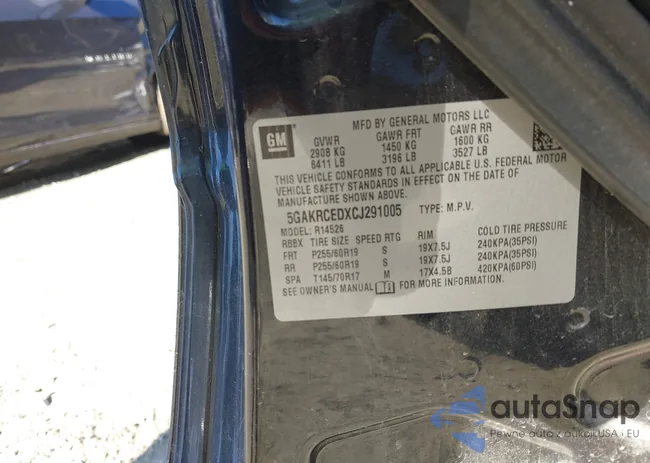 MFD BY GENERAL MOTORS LLC
GM
GVWR GAWR FRT GAWR RR
2908 KG 1450 KG 1600 KG
6411 LB 3196 LB 3527 LB
THIS VEHICLE CONFORMS TO ALL APPLICABLE U.S. FEDERAL MOTOR
VEHICLE SAFETY STANDARDS IN EFFECT ON THE DATE OF
MANUFACTURE SHOWN ABOVE.
5GAKRCEDXCJ291005 TYPE: M.P.V.
MODEL: R14526
RBBX TIRE SIZE SPEED RTG RIM COLD TIRE PRESSURE
FRT P255/60R19 S 19X7.5J 240KPA(35PSI)
RR P255/60R19 S 19X7.5J 240KPA(35PSI)
SPA T145/70R17 M 17X4.5B 420KPA(60PSI)
SEE OWNER'S MANUAL FOR MORE INFORMATION.
autaSnap
Pewne auta z aukcji USA i EU